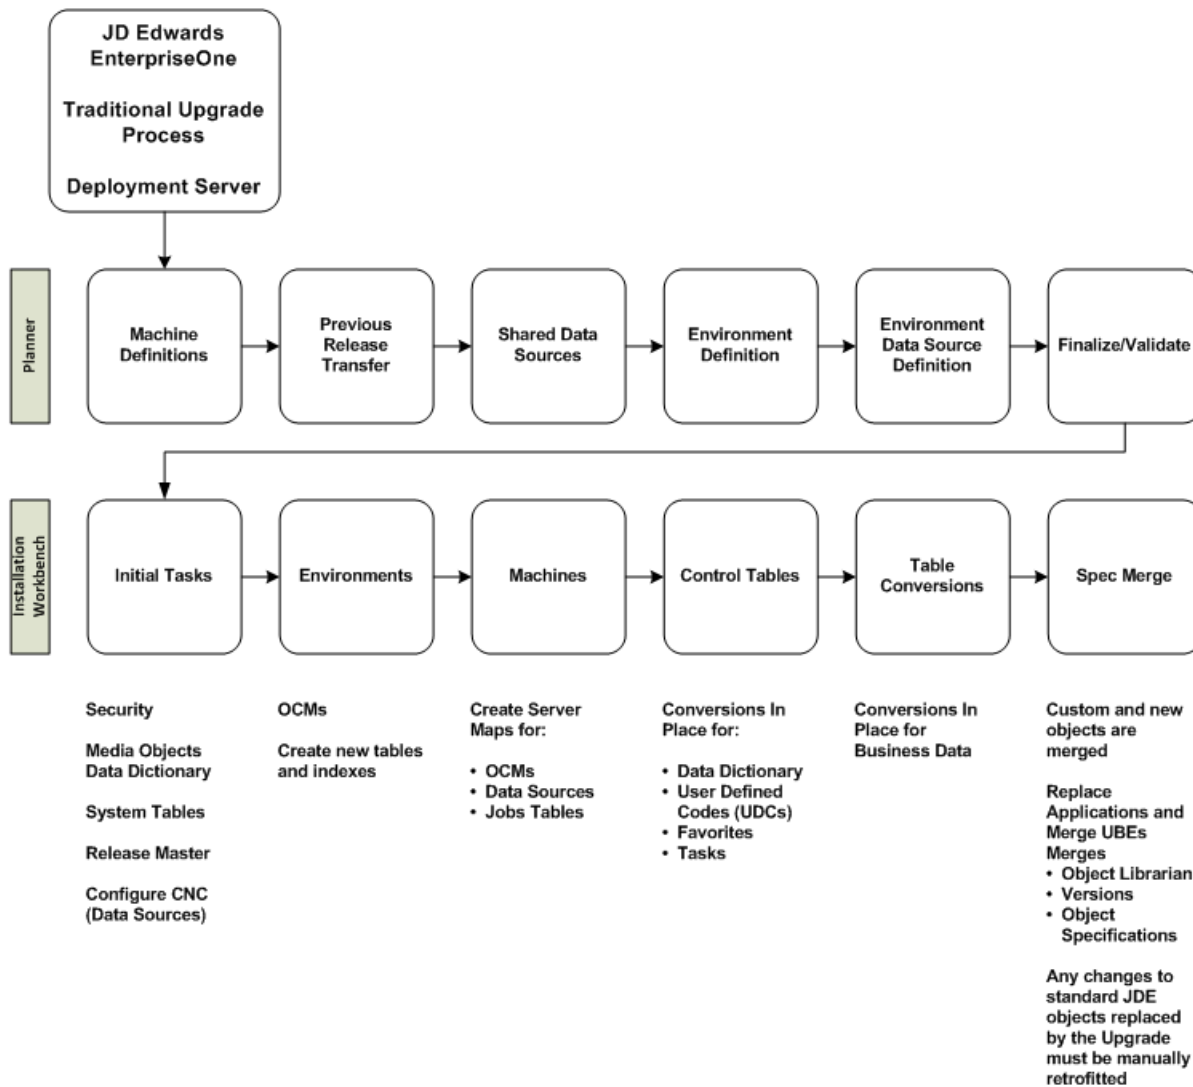 JD Edwards
EnterpriseOne
Traditional Upgrade
Process
Deployment Server
Planner
Machine
Definitions
Previous
Release
Transfer
Shared Data
Sources
Environment
Definition
Environment
Data Source
Definition
Finalize/Validate
Installation
Workbench
Initial Tasks
Environments
Machines
Control Tables
Table
Conversions
Spec Merge
Security
Media Objects
Data Dictionary
System Tables
Release Master
Configure CNC
(Data Sources)
OCMs
Create new tables
and indexes
Create Server
Maps for:
• OCMs
• Data Sources
• Jobs Tables
Conversions In
Place for:
• Data Dictionary
• User Defined
Codes (UDCs)
• Favorites
• Tasks
Conversions In
Place for
Business Data
Custom and new
objects are
merged
Replace
Applications and
Merge UBEs
Merges
• Object Librarian
• Versions
• Object
Specifications
Any changes to
standard JDE
objects replaced
by the Upgrade
must be manually
retrofitted